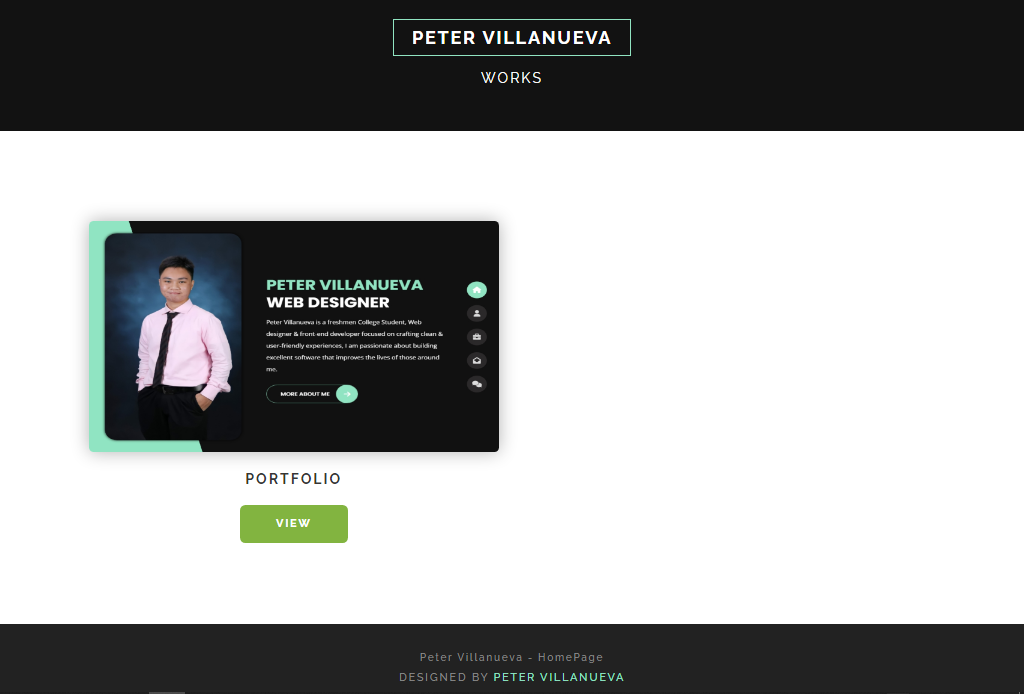 PETER VILLANUEVA
WORKS
PETER VILLANUEVA
WEB DESIGNER
Peter Villanueva is a freshmen College Student, Web
designer & front-end developer focused on crafting clean &
user-friendly experiences, I am passionate about building
excellent software that improves the lives of those around
me.
MORE ABOUT ME
PORTFOLIO
VIEW
Peter Villanueva - HomePage
DESIGNED BY PETER VILLANUEVA